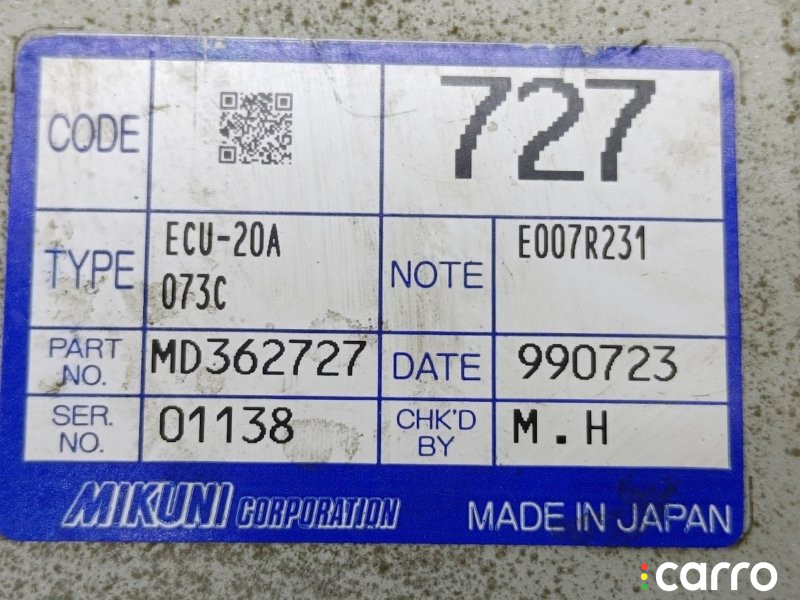 CODE 727
TYPE ECU-20A 073C NOTE E007R231
PART NO. MD362727 DATE 990723
SER. NO. 01138 CHK'D BY M.H
MIKUNI CORPORATION MADE IN JAPAN
carro